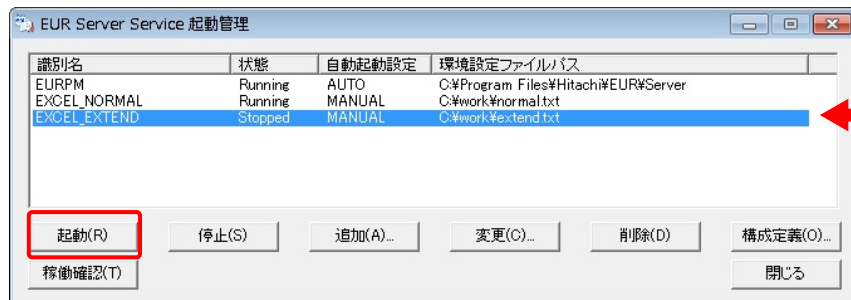 EUR Server Service 起動管理
識別名 状態 自動起動設定 環境設定ファイルパス
EURPM Running AUTO C:¥Program Files¥Hitachi¥EUR¥Server
EXCEL_NORMAL Running MANUAL C:¥work¥normal.txt
EXCEL_EXTEND Stopped MANUAL C:¥work¥extend.txt
起動(R) 停止(S) 追加(A)... 変更(C)... 削除(D) 構成定義(O)...
稼働確認(T) 閉じる